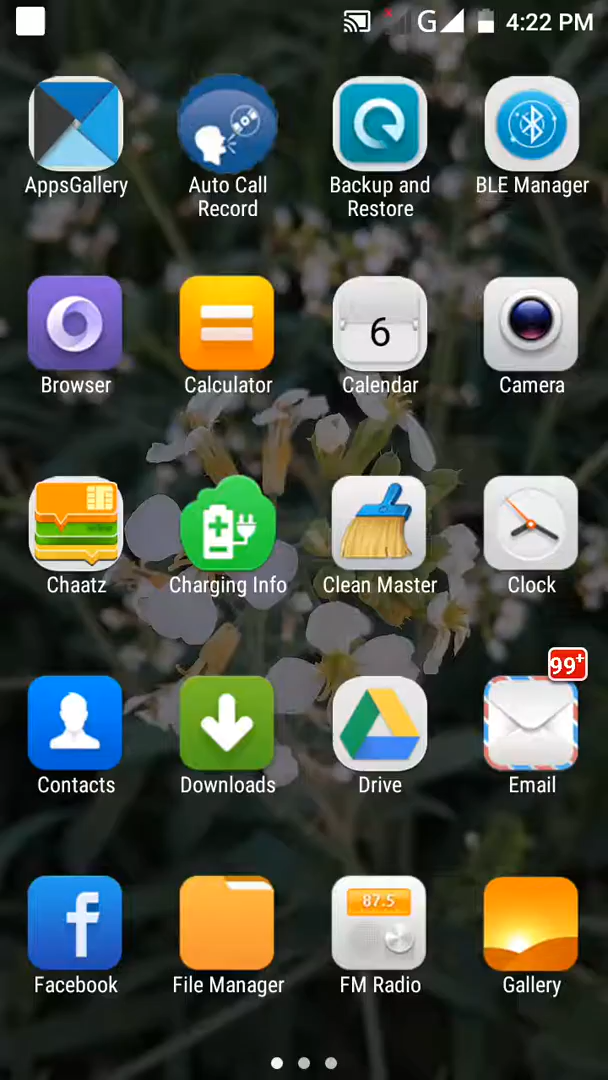 G 4:22 PM
AppsGallery
Auto Call
Record
Backup and
Restore
BLE Manager
Browser
Calculator
6
Calendar
Camera
Chaatz
Charging Info
Clean Master
Clock
Contacts
Downloads
Drive
99+
Email
f
Facebook
File Manager
87.5
FM Radio
Gallery